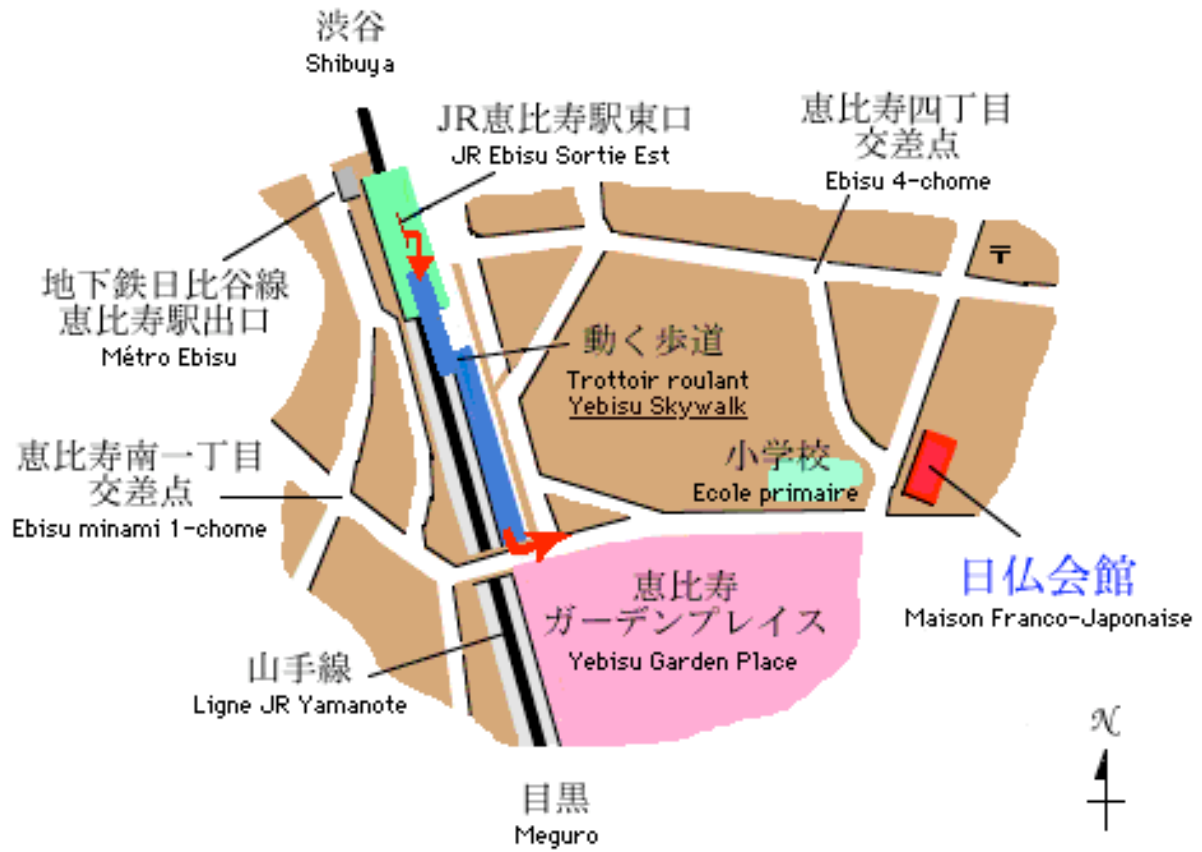 渋谷
Shibuya
JR恵比寿駅東口
JR Ebisu Sortie Est
恵比寿四丁目
交差点
Ebisu 4-chome
〒
地下鉄日比谷線
恵比寿駅出口
Métro Ebisu
動く歩道
Trottoir roulant
Yebisu Skywalk
恵比寿南一丁目
交差点
Ebisu minami 1-chome
小学校
Ecole primaire
日仏会館
Maison Franco-Japonaise
恵比寿
ガーデンプレイス
Yebisu Garden Place
山手線
Ligne JR Yamanote
N
目黒
Meguro